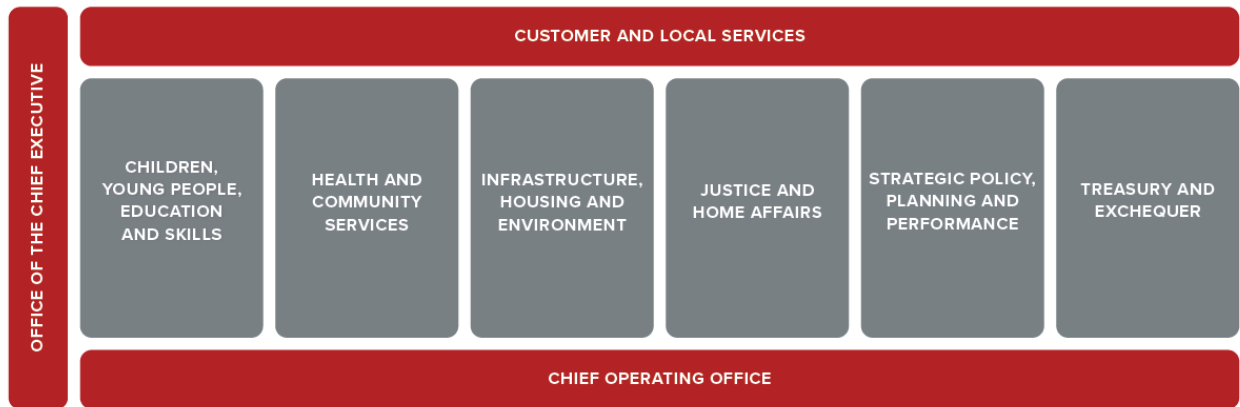 OFFICE OF THE CHIEF EXECUTIVE
CUSTOMER AND LOCAL SERVICES
CHILDREN,
YOUNG PEOPLE,
EDUCATION
AND SKILLS
HEALTH AND
COMMUNITY
SERVICES
INFRASTRUCTURE,
HOUSING AND
ENVIRONMENT
JUSTICE AND
HOME AFFAIRS
STRATEGIC POLICY,
PLANNING AND
PERFORMANCE
TREASURY AND
EXCHEQUER
CHIEF OPERATING OFFICE